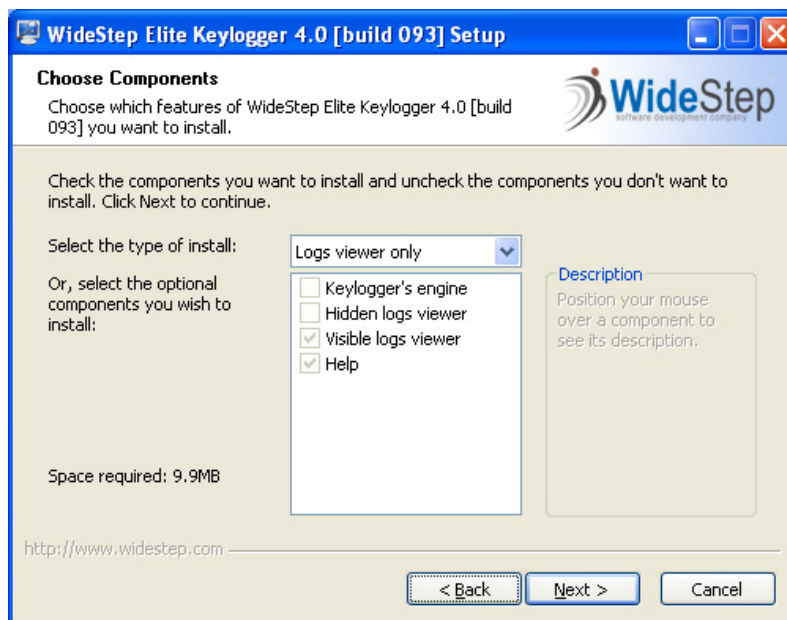 WideStep Elite Keylogger 4.0 [build 093] Setup
Choose Components
Choose which features of WideStep Elite Keylogger 4.0 [build
093] you want to install.
WideStep
software development company
Check the components you want to install and uncheck the components you don't want to
install. Click Next to continue.
Select the type of install:
Logs viewer only
Or, select the optional
components you wish to
install:
Keylogger's engine
Hidden logs viewer
Visible logs viewer
Help
Description
Position your mouse
over a component to
see its description.
Space required: 9.9MB
http://www.widestep.com
< Back
Next >
Cancel